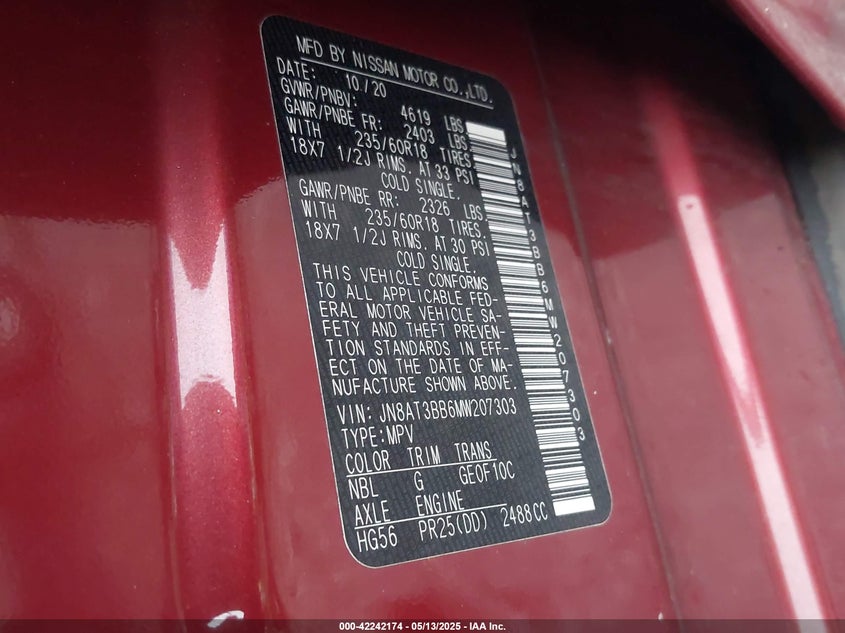 MFD BY NISSAN MOTOR CO.,LTD.
DATE: 10/20
GVWR/PNBV: 4619 LBS
GAWR/PNBE FR: 2403 LBS
WITH 235/60R18 TIRES
18X7 1/2J RIMS. AT 33 PSI
COLD SINGLE.
GAWR/PNBE RR: 2326 LBS
WITH 235/60R18 TIRES
18X7 1/2J RIMS. AT 30 PSI
COLD SINGLE.
THIS VEHICLE CONFORMS
TO ALL APPLICABLE FED-
ERAL MOTOR VEHICLE SA-
FETY AND THEFT PREVEN-
TION STANDARDS IN EFF-
ECT ON THE DATE OF MA-
NUFACTURE SHOWN ABOVE.
VIN: JN8AT3BB6MW207303
TYPE:MPV
COLOR TRIM TRANS
NBL G GE0F10C
AXLE ENGINE
HG56 PR25(DD) 2488CC
JN8AT3BB6MW207303
000-42242174 | 05/13/2025 | IAA Inc.